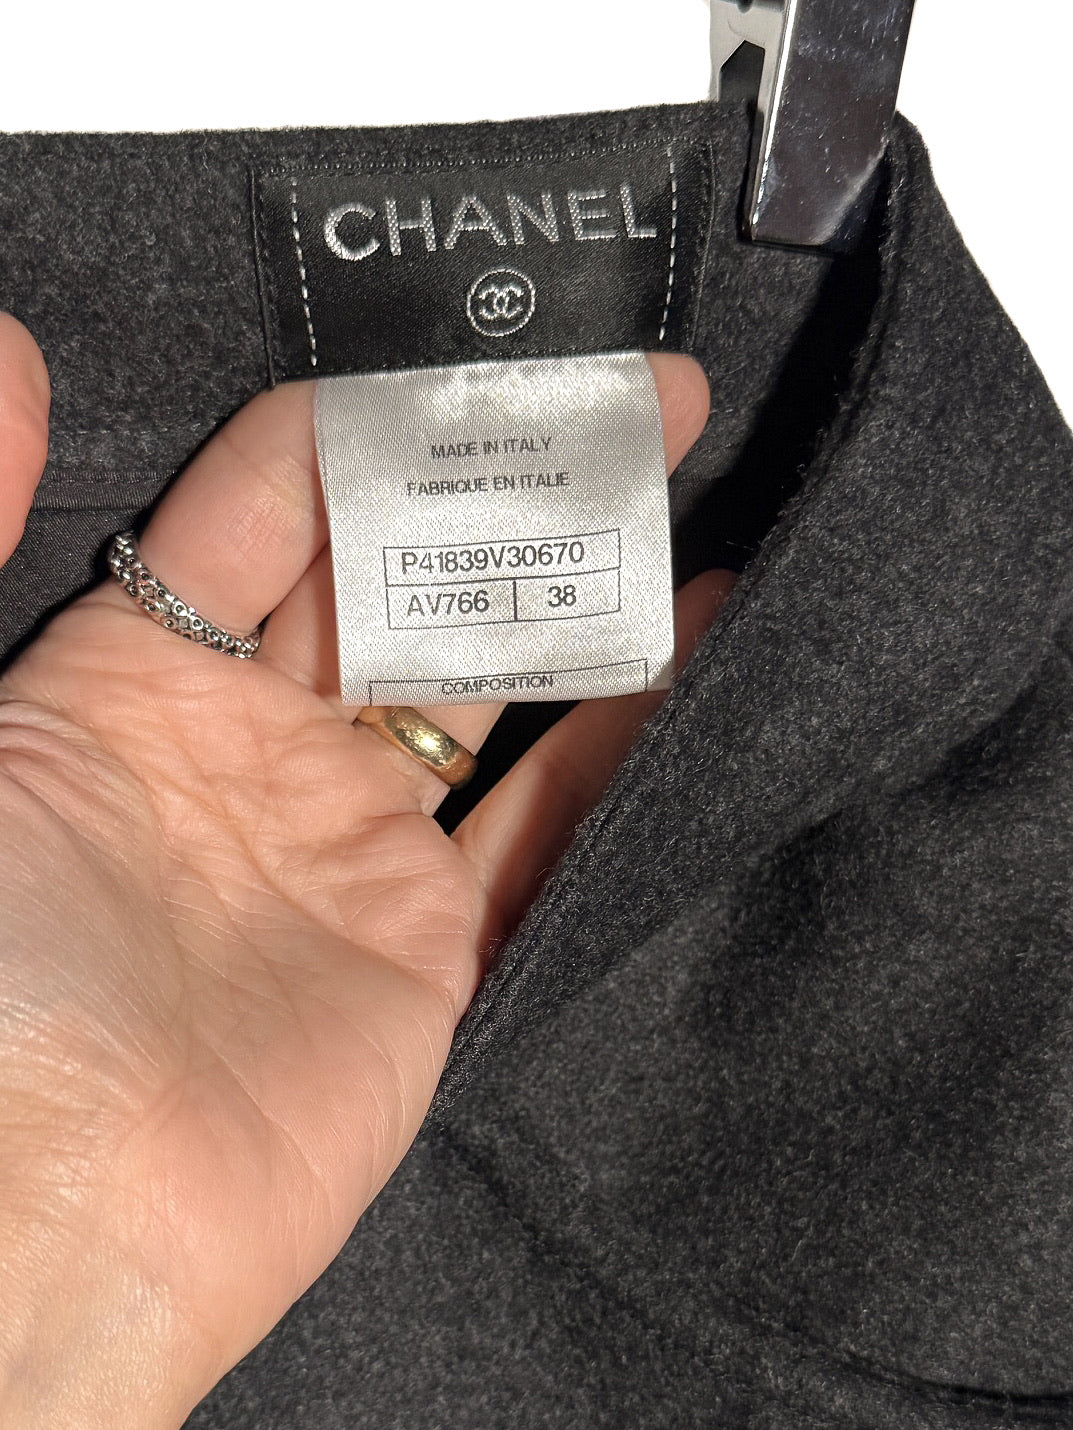 CHANEL
MADE IN ITALY
FABRIQUE EN ITALIE
P41839V30670
AV766 38
COMPOSITION